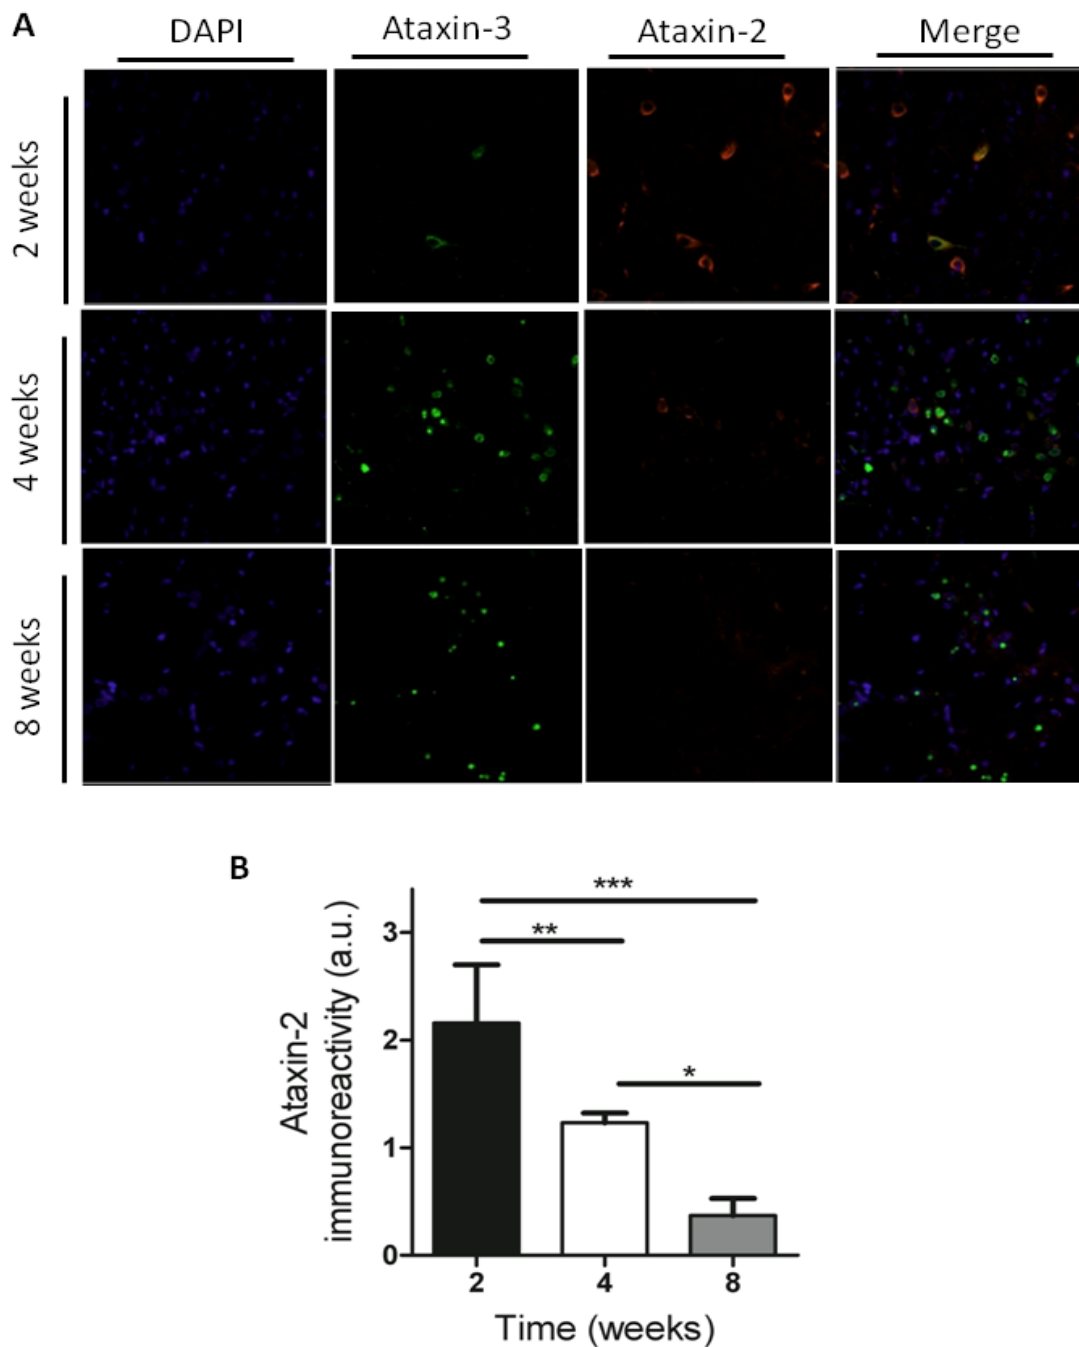 A
DAPI
Ataxin-3
Ataxin-2
Merge
2 weeks
4 weeks
8 weeks
B
***
**
*
Ataxin-2
immunoreactivity (a.u.)
3
2
1
0
2
4
8
Time (weeks)